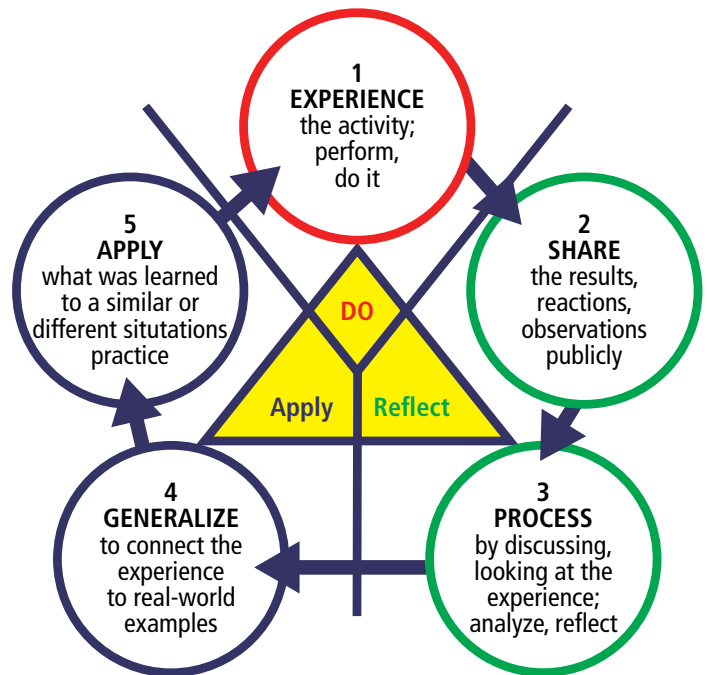 1
EXPERIENCE
the activity;
perform,
do it
2
SHARE
the results,
reactions,
observations
publicly
3
PROCESS
by discussing,
looking at the
experience;
analyze, reflect
4
GENERALIZE
to connect the
experience
to real-world
examples
5
APPLY
what was learned
to a similar or
different situtations
practice
DO
Apply
Reflect